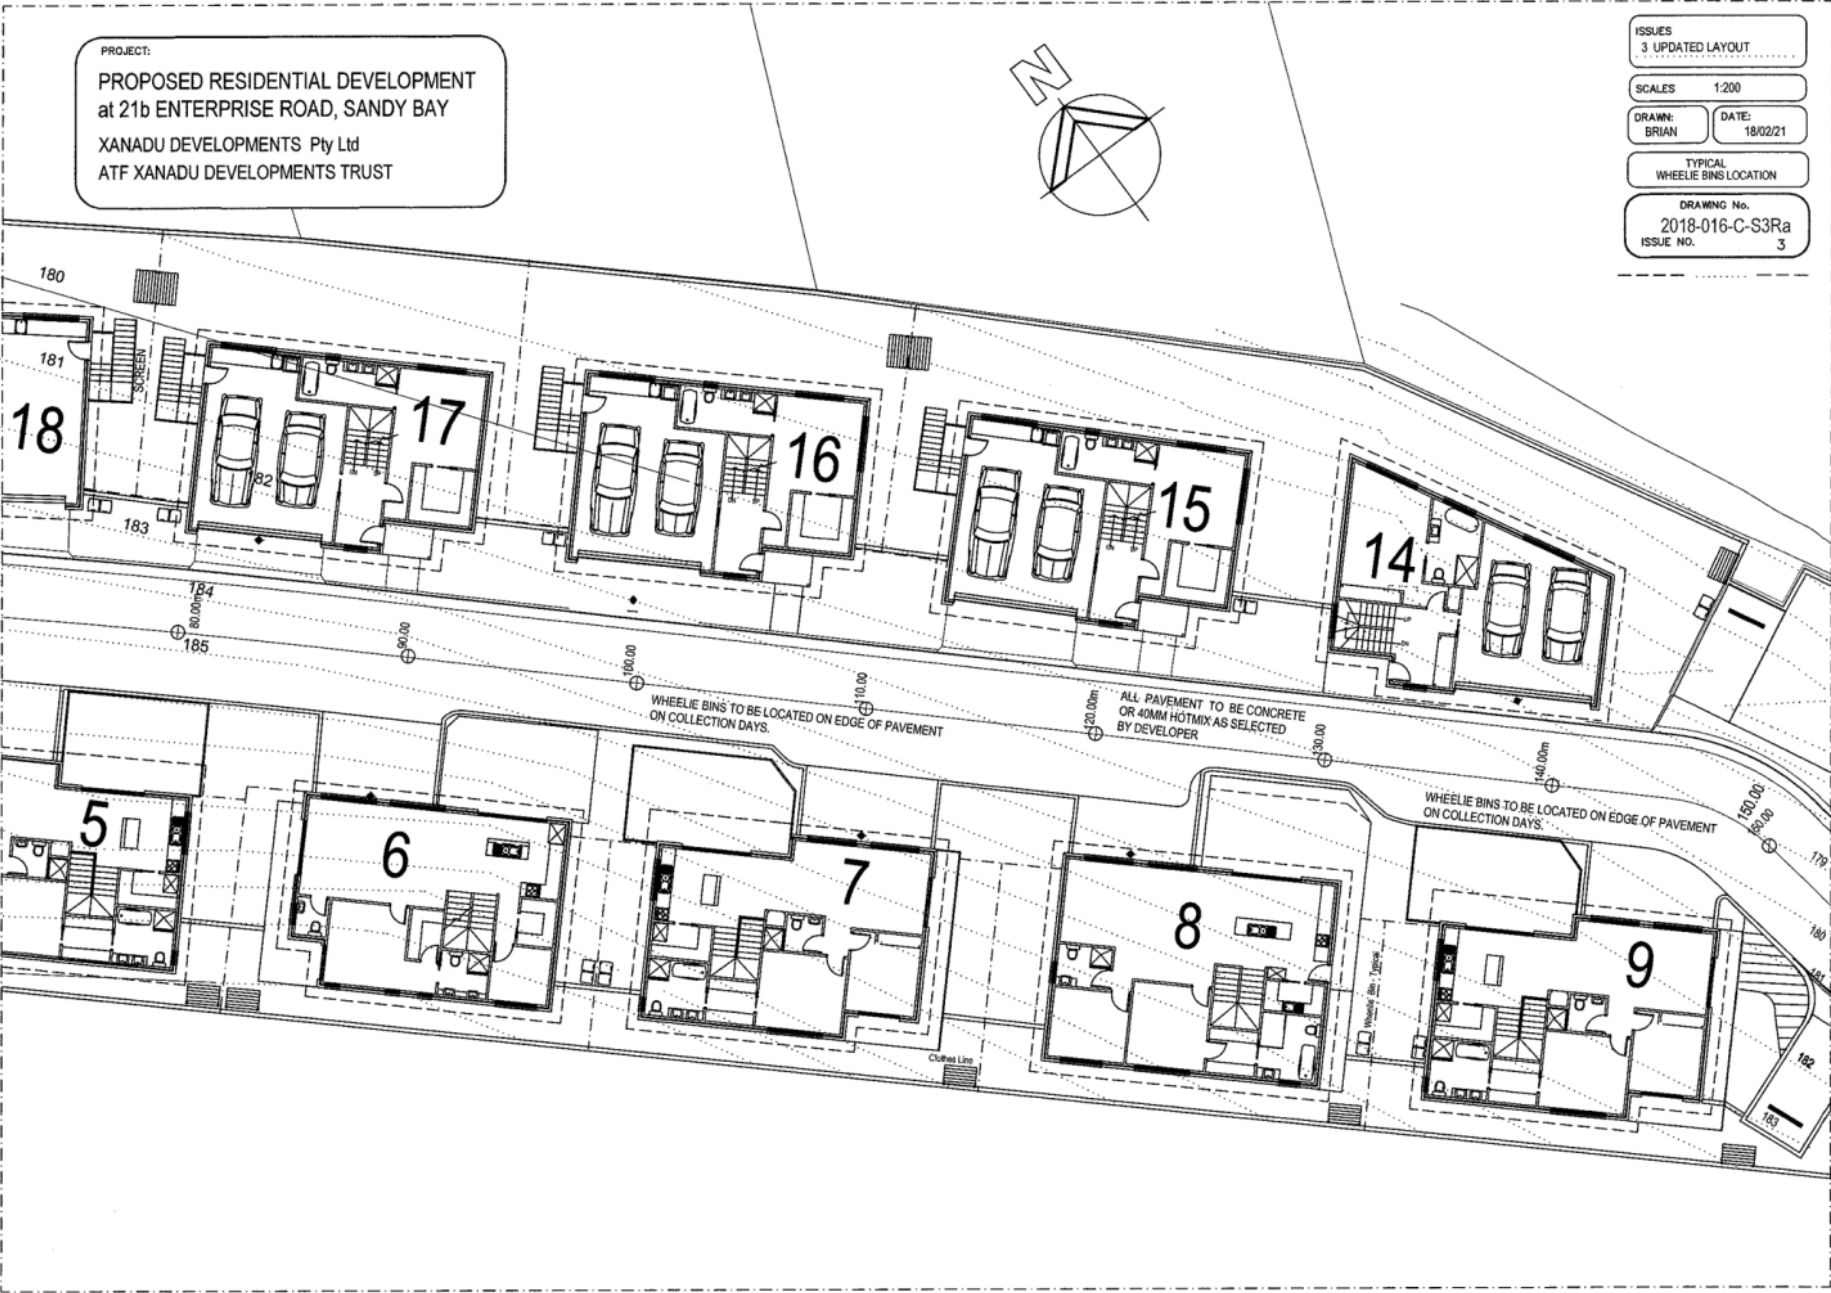 PROJECT:
PROPOSED RESIDENTIAL DEVELOPMENT
at 21b ENTERPRISE ROAD, SANDY BAY
XANADU DEVELOPMENTS Pty Ltd
ATF XANADU DEVELOPMENTS TRUST
N
ISSUES
3 UPDATED LAYOUT
SCALES 1:200
DRAWN:
BRIAN
DATE:
18/02/21
TYPICAL
WHEELIE BINS LOCATION
DRAWING No.
2018-016-C-S3Ra
ISSUE NO. 3
180
181
SCREEN
18
17
16
15
14
82
183
UP
DN
184
185
80.00m
90.00
100.00
110.00
120.00m
130.00
140.00m
150.00
160.00
WHEELIE BINS TO BE LOCATED ON EDGE OF PAVEMENT
ON COLLECTION DAYS.
ALL PAVEMENT TO BE CONCRETE
OR 40MM HOTMIX AS SELECTED
BY DEVELOPER
WHEELIE BINS TO BE LOCATED ON EDGE OF PAVEMENT
ON COLLECTION DAYS.
179
180
181
182
183
5
6
7
8
9
Wheelie Bin Typical
Clothes Line